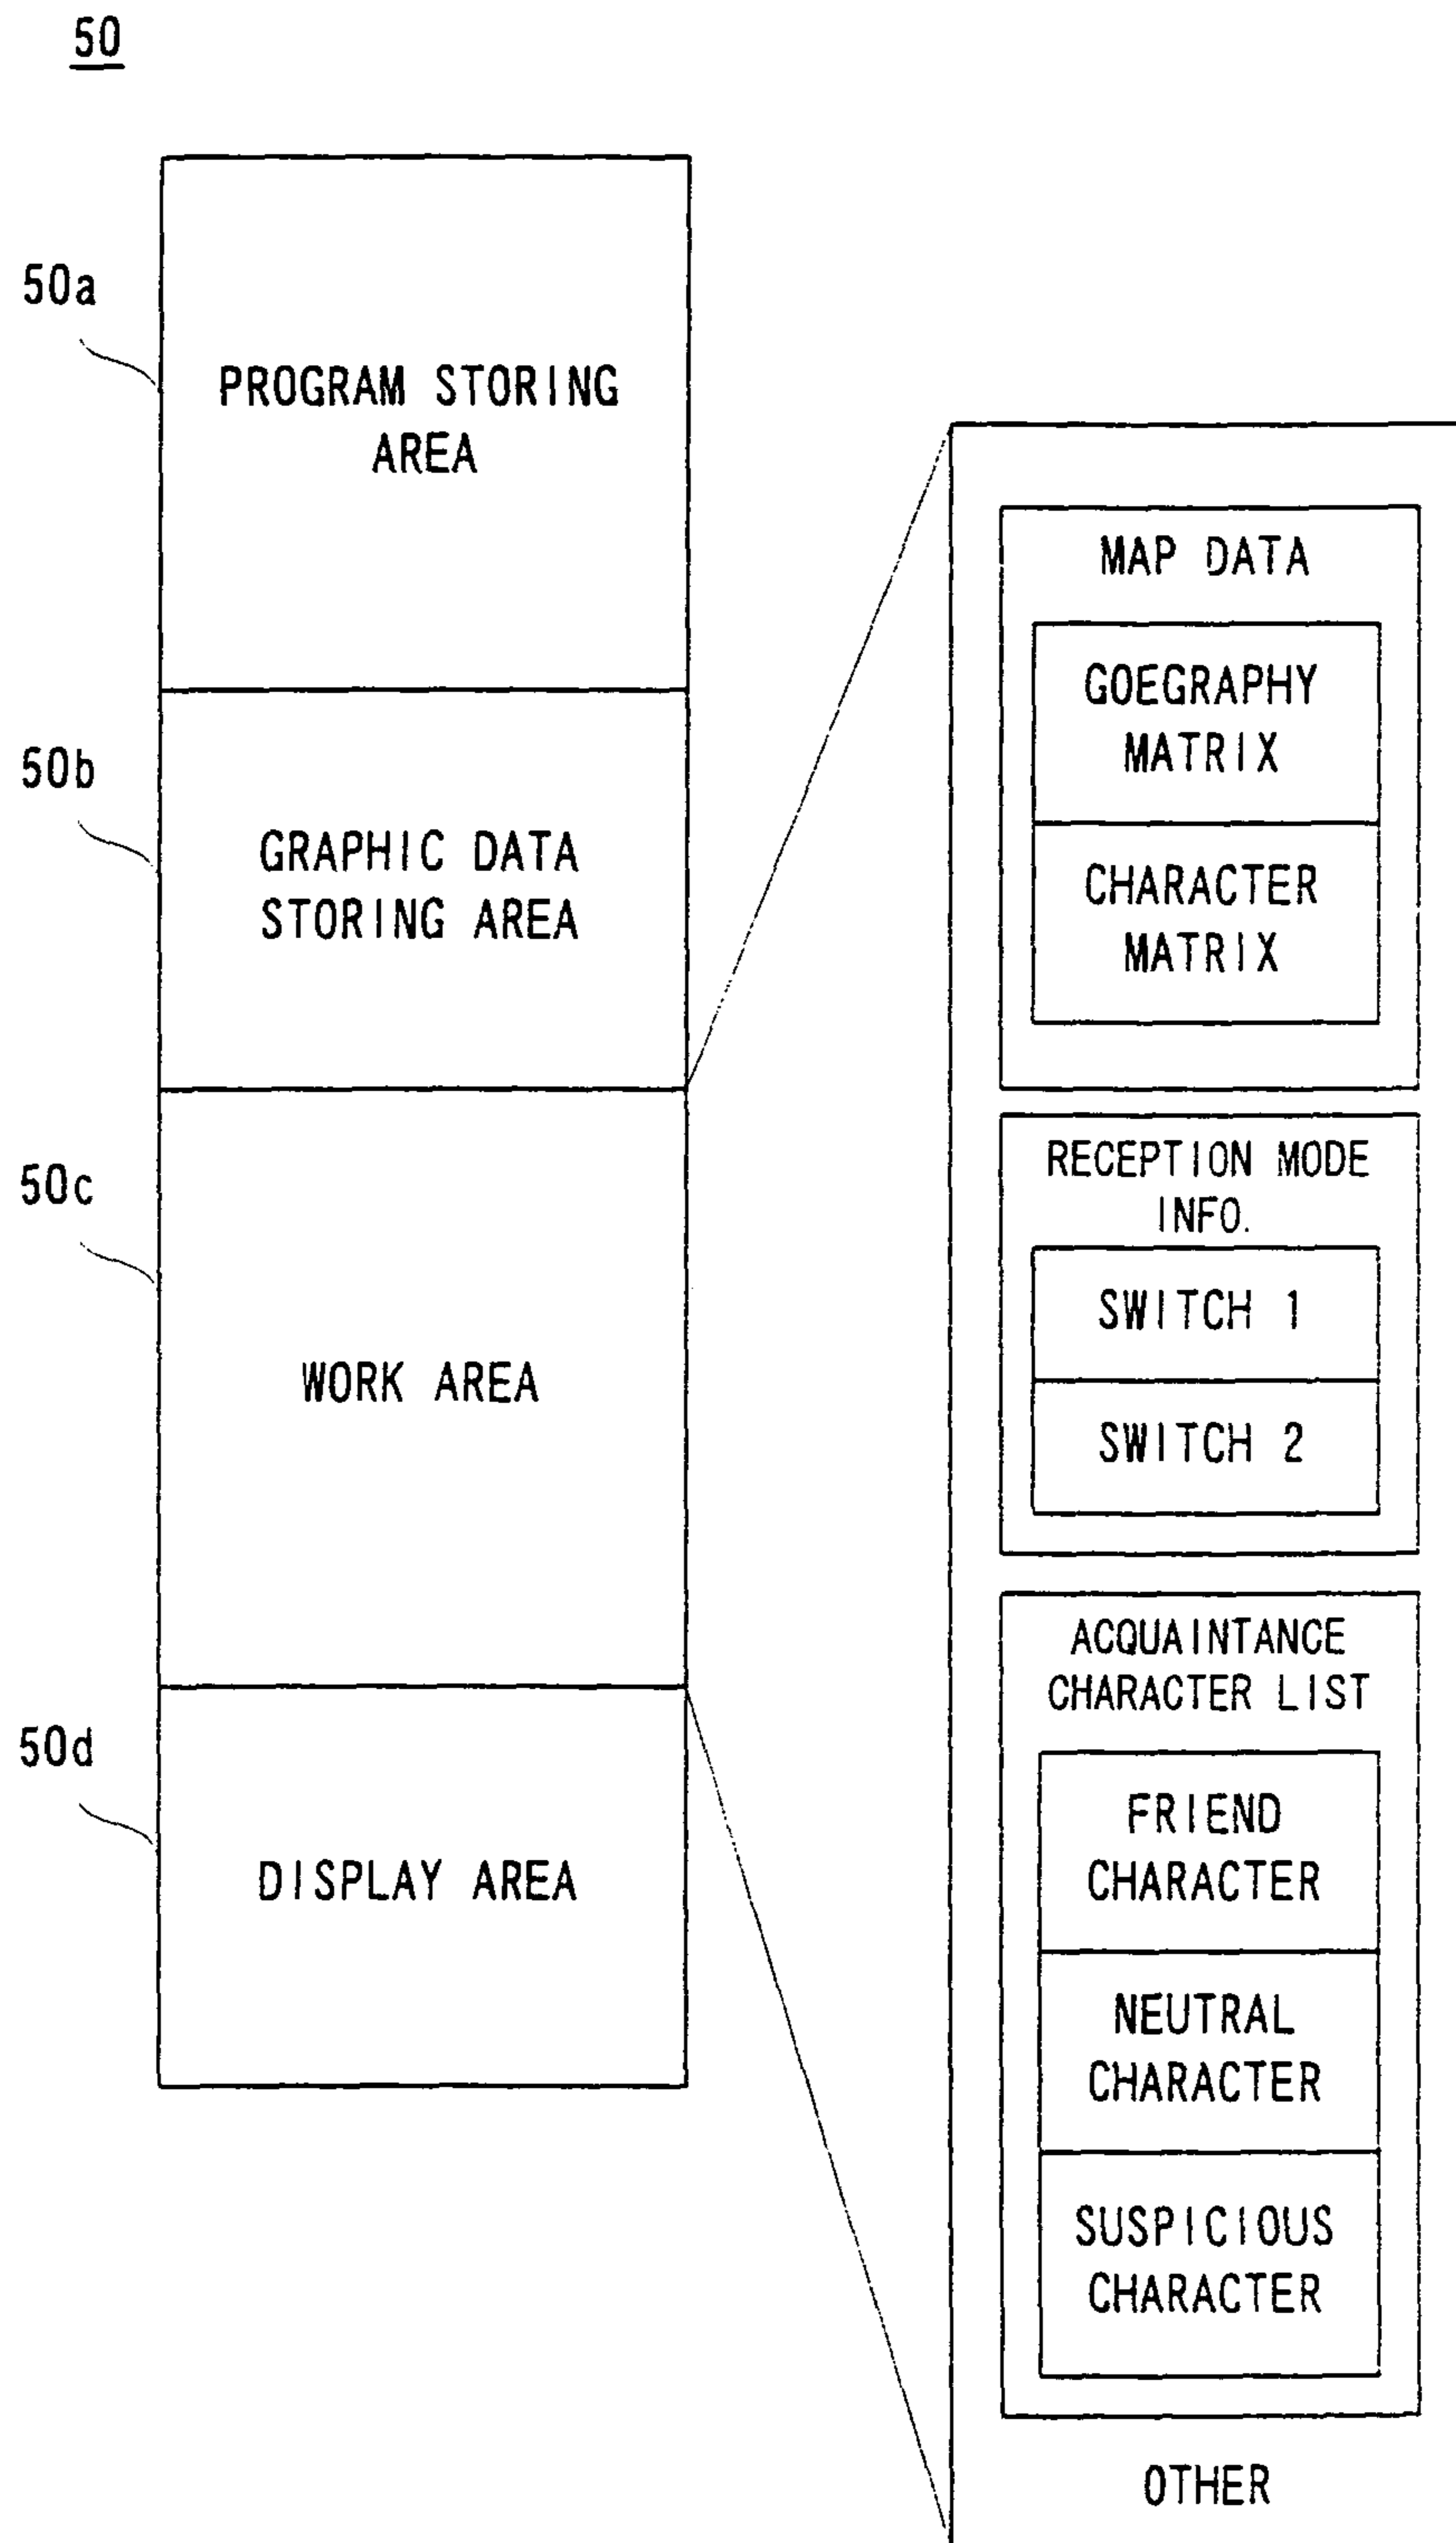 50
50a
PROGRAM STORING
AREA
50b
GRAPHIC DATA
STORING AREA
50c
WORK AREA
50d
DISPLAY AREA
MAP DATA
GOEGRAPHY
MATRIX
CHARACTER
MATRIX
RECEPTION MODE
INFO.
SWITCH 1
SWITCH 2
ACQUAINTANCE
CHARACTER LIST
FRIEND
CHARACTER
NEUTRAL
CHARACTER
SUSPICIOUS
CHARACTER
OTHER